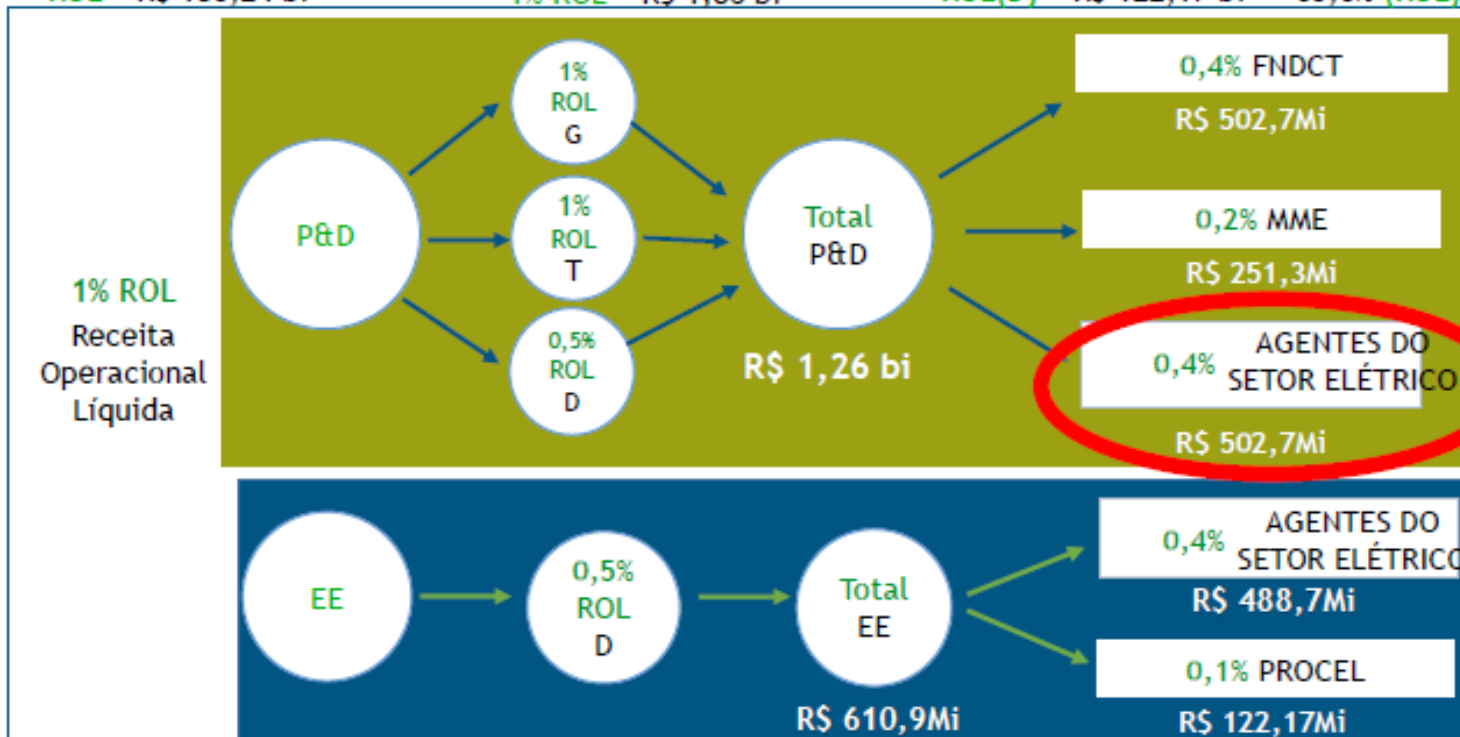 1% ROL
Receita
Operacional
Líquida
P&D
1%
ROL
G
1%
ROL
T
0,5%
ROL
D
Total
P&D
R$ 1,26 bi
0,4% FNDCT
R$ 502,7Mi
0,2% MME
R$ 251,3Mi
0,4% AGENTES DO
SETOR ELÉTRICO
R$ 502,7Mi
EE
0,5%
ROL
D
Total
EE
R$ 610,9Mi
0,4% AGENTES DO
SETOR ELÉTRICO
R$ 488,7Mi
0,1% PROCEL
R$ 122,17Mi